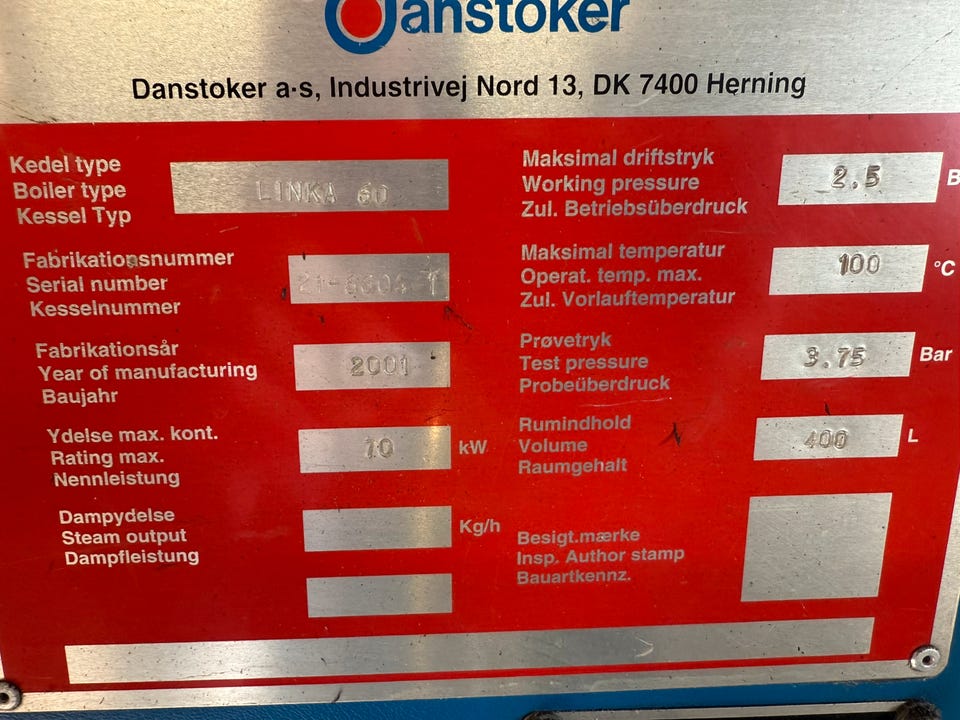 Danstoker
Danstoker a·s, Industrivej Nord 13, DK 7400 Herning
Kedel type
Boiler type
Kessel Typ
LINKA 60
Fabrikationsnummer
Serial number
Kesselnummer
Fabrikationsår
Year of manufacturing
Baujahr
2001
Ydelse max. kont.
Rating max.
Nennleistung
70 kW
Dampydelse
Steam output
Dampfleistung
Kg/h
Maksimal driftstryk
Working pressure
Zul. Betriebsüberdruck
2.5 B
Maksimal temperatur
Operat. temp. max.
Zul. Vorlauftemperatur
100 °C
Prøvetryk
Test pressure
Probeüberdruck
3.75 Bar
Rumindhold
Volume
Raumgehalt
400 L
Besigt.mærke
Insp. Author stamp
Bauartkennz.